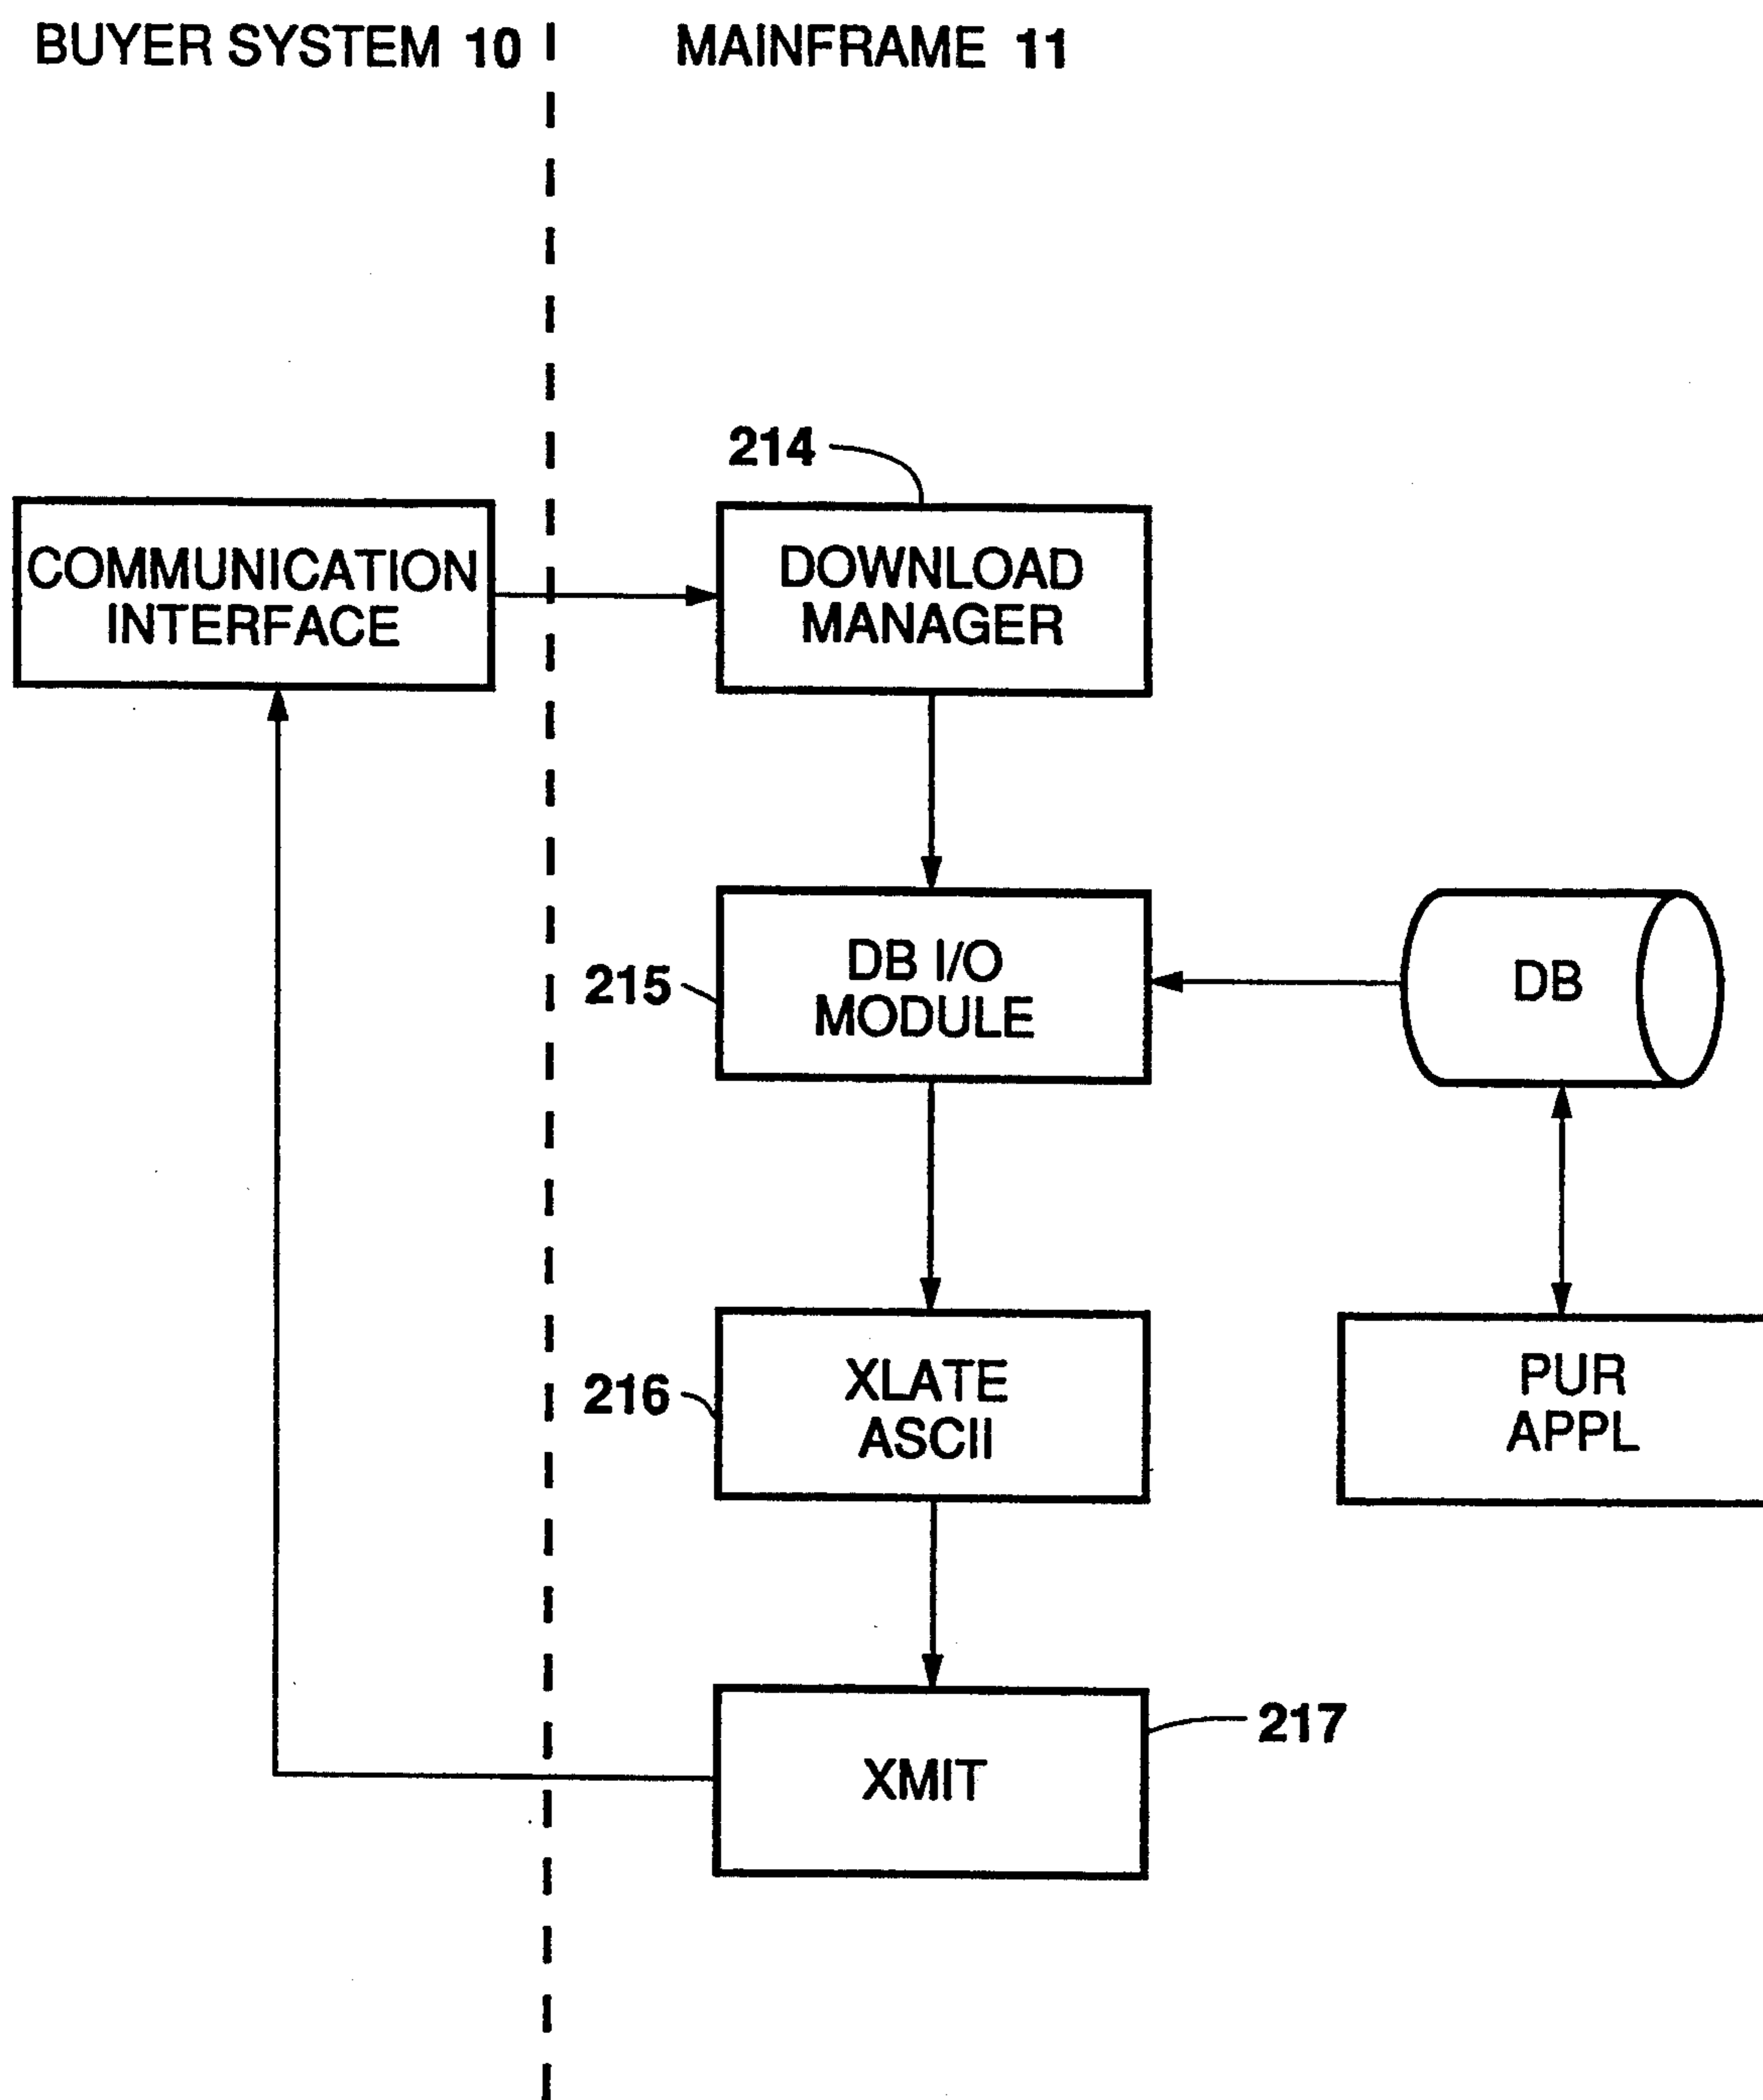 BUYER SYSTEM 10
MAINFRAME 11
214
COMMUNICATION
INTERFACE
DOWNLOAD
MANAGER
215
DB I/O
MODULE
DB
216
XLATE
ASCII
PUR
APPL
217
XMIT